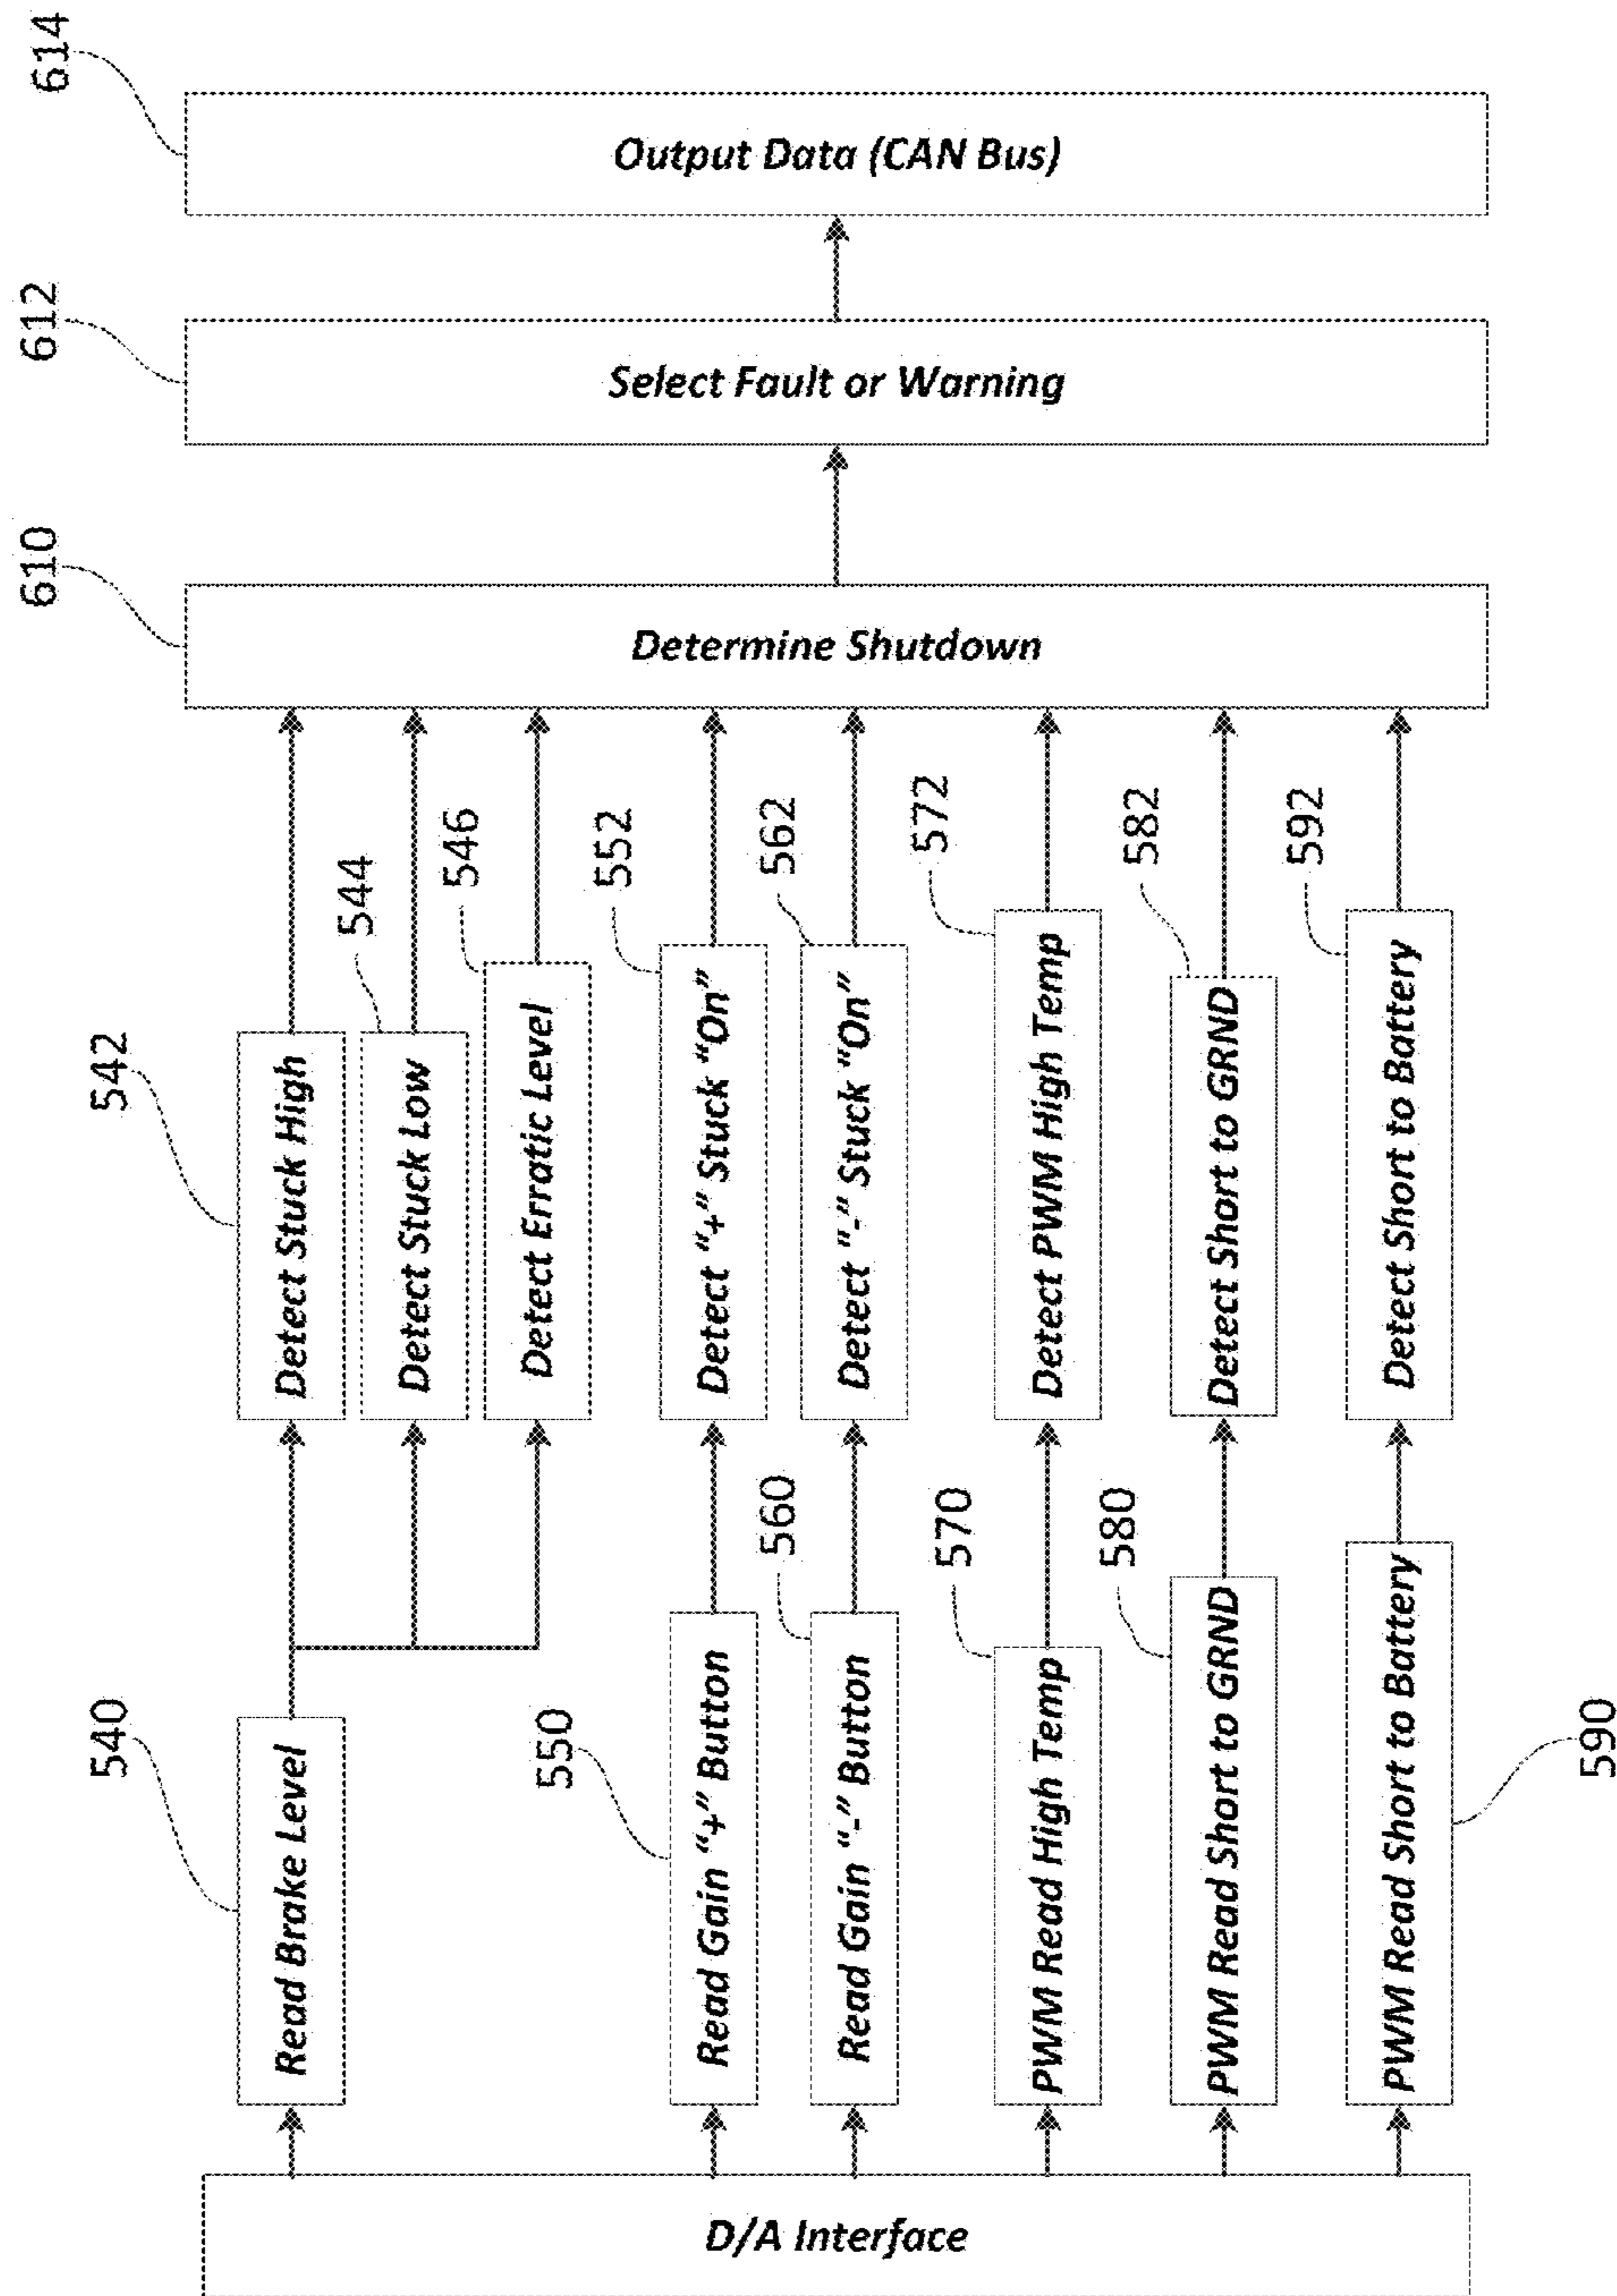 D/A Interface
540
Read Brake Level
550
Read Gain "+" Button
560
Read Gain "-" Button
570
PWM Read High Temp
580
PWM Read Short to GRND
PWM Read Short to Battery
590
542
Detect Stuck High
544
Detect Stuck Low
546
Detect Erratic Level
552
Detect "+" Stuck "On"
562
Detect "-" Stuck "On"
572
Detect PWM High Temp
582
Detect Short to GRND
592
Detect Short to Battery
610
Determine Shutdown
612
Select Fault or Warning
614
Output Data (CAN Bus)